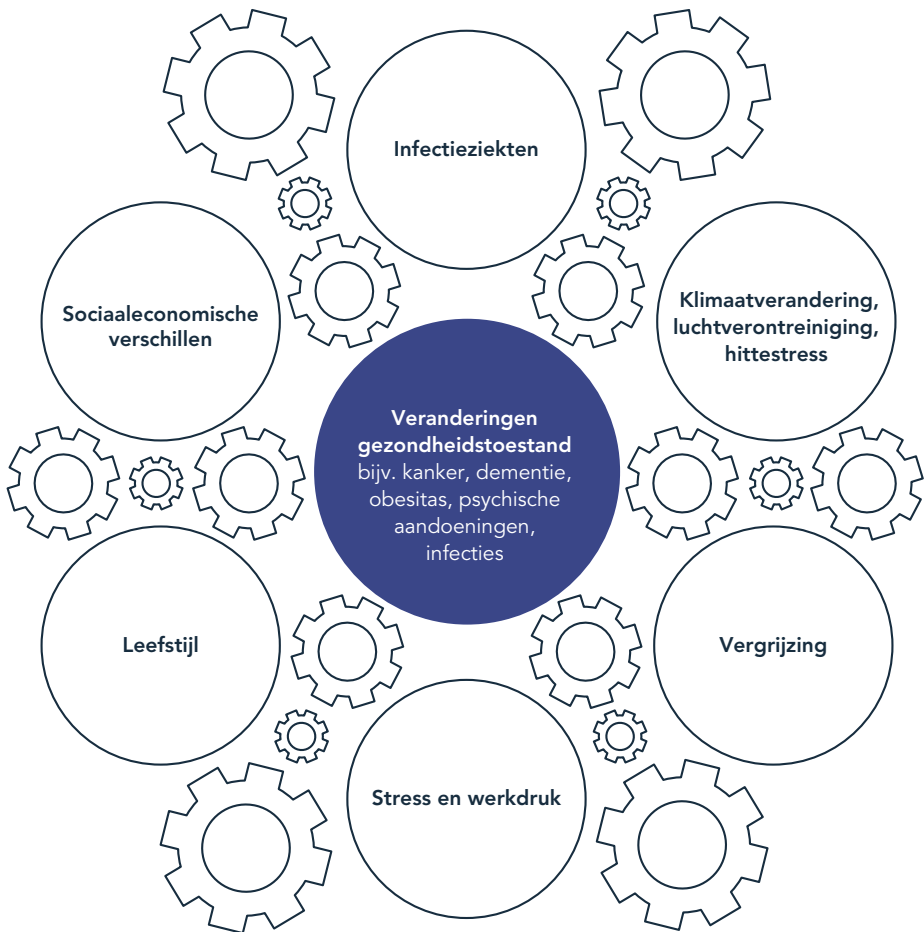 Infectieziekten
Sociaaleconomische
verschillen
Klimaatverandering,
luchtverontreiniging,
hittestress
Veranderingen
gezondheidstoestand
bijv. kanker, dementie,
obesitas, psychische
aandoeningen,
infecties
Leefstijl
Vergrijzing
Stress en werkdruk